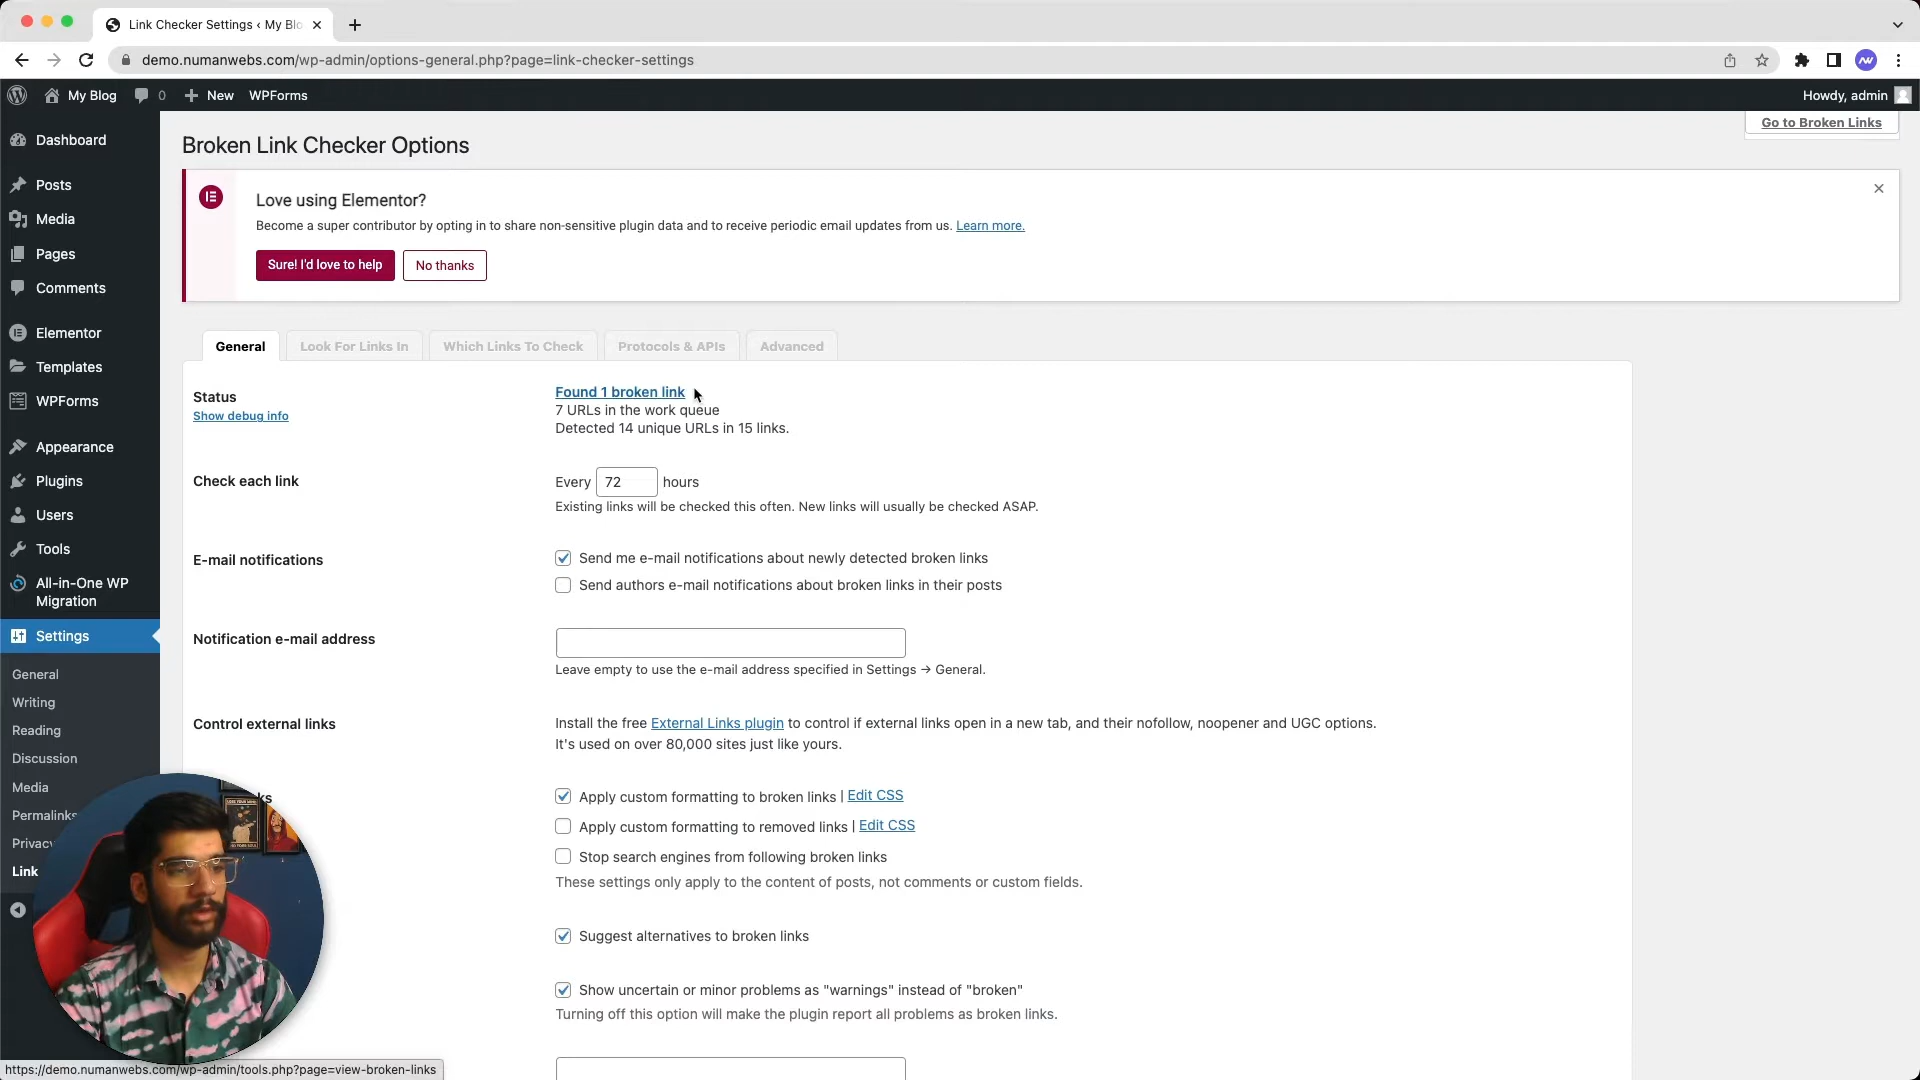 Link Checker Settings ‹ My Blo
demo.numanwebs.com/wp-admin/options-general.php?page=link-checker-settings
My Blog
0
New
WPForms
Howdy, admin
Go to Broken Links
Dashboard
Posts
Media
Pages
Comments
Elementor
Templates
WPForms
Appearance
Plugins
Users
Tools
All-in-One WP
Migration
Settings
General
Writing
Reading
Discussion
Media
Permalinks
Privacy
Link
Broken Link Checker Options
Love using Elementor?
Become a super contributor by opting in to share non-sensitive plugin data and to receive periodic email updates from us. Learn more.
Sure! I'd love to help
No thanks
General
Look For Links In
Which Links To Check
Protocols & APIs
Advanced
Status
Show debug info
Found 1 broken link
7 URLs in the work queue
Detected 14 unique URLs in 15 links.
Check each link
Every 72 hours
Existing links will be checked this often. New links will usually be checked ASAP.
E-mail notifications
Send me e-mail notifications about newly detected broken links
Send authors e-mail notifications about broken links in their posts
Notification e-mail address
Leave empty to use the e-mail address specified in Settings → General.
Control external links
Install the free External Links plugin to control if external links open in a new tab, and their nofollow, noopener and UGC options.
It's used on over 80,000 sites just like yours.
ks
Apply custom formatting to broken links | Edit CSS
Apply custom formatting to removed links | Edit CSS
Stop search engines from following broken links
These settings only apply to the content of posts, not comments or custom fields.
Suggest alternatives to broken links
Show uncertain or minor problems as "warnings" instead of "broken"
Turning off this option will make the plugin report all problems as broken links.
https://demo.numanwebs.com/wp-admin/tools.php?page=view-broken-links